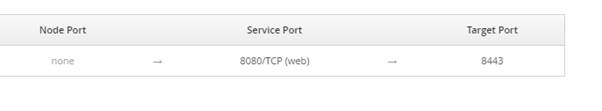 Node Port Service Port Target Port
none → 8080/TCP (web) → 8443